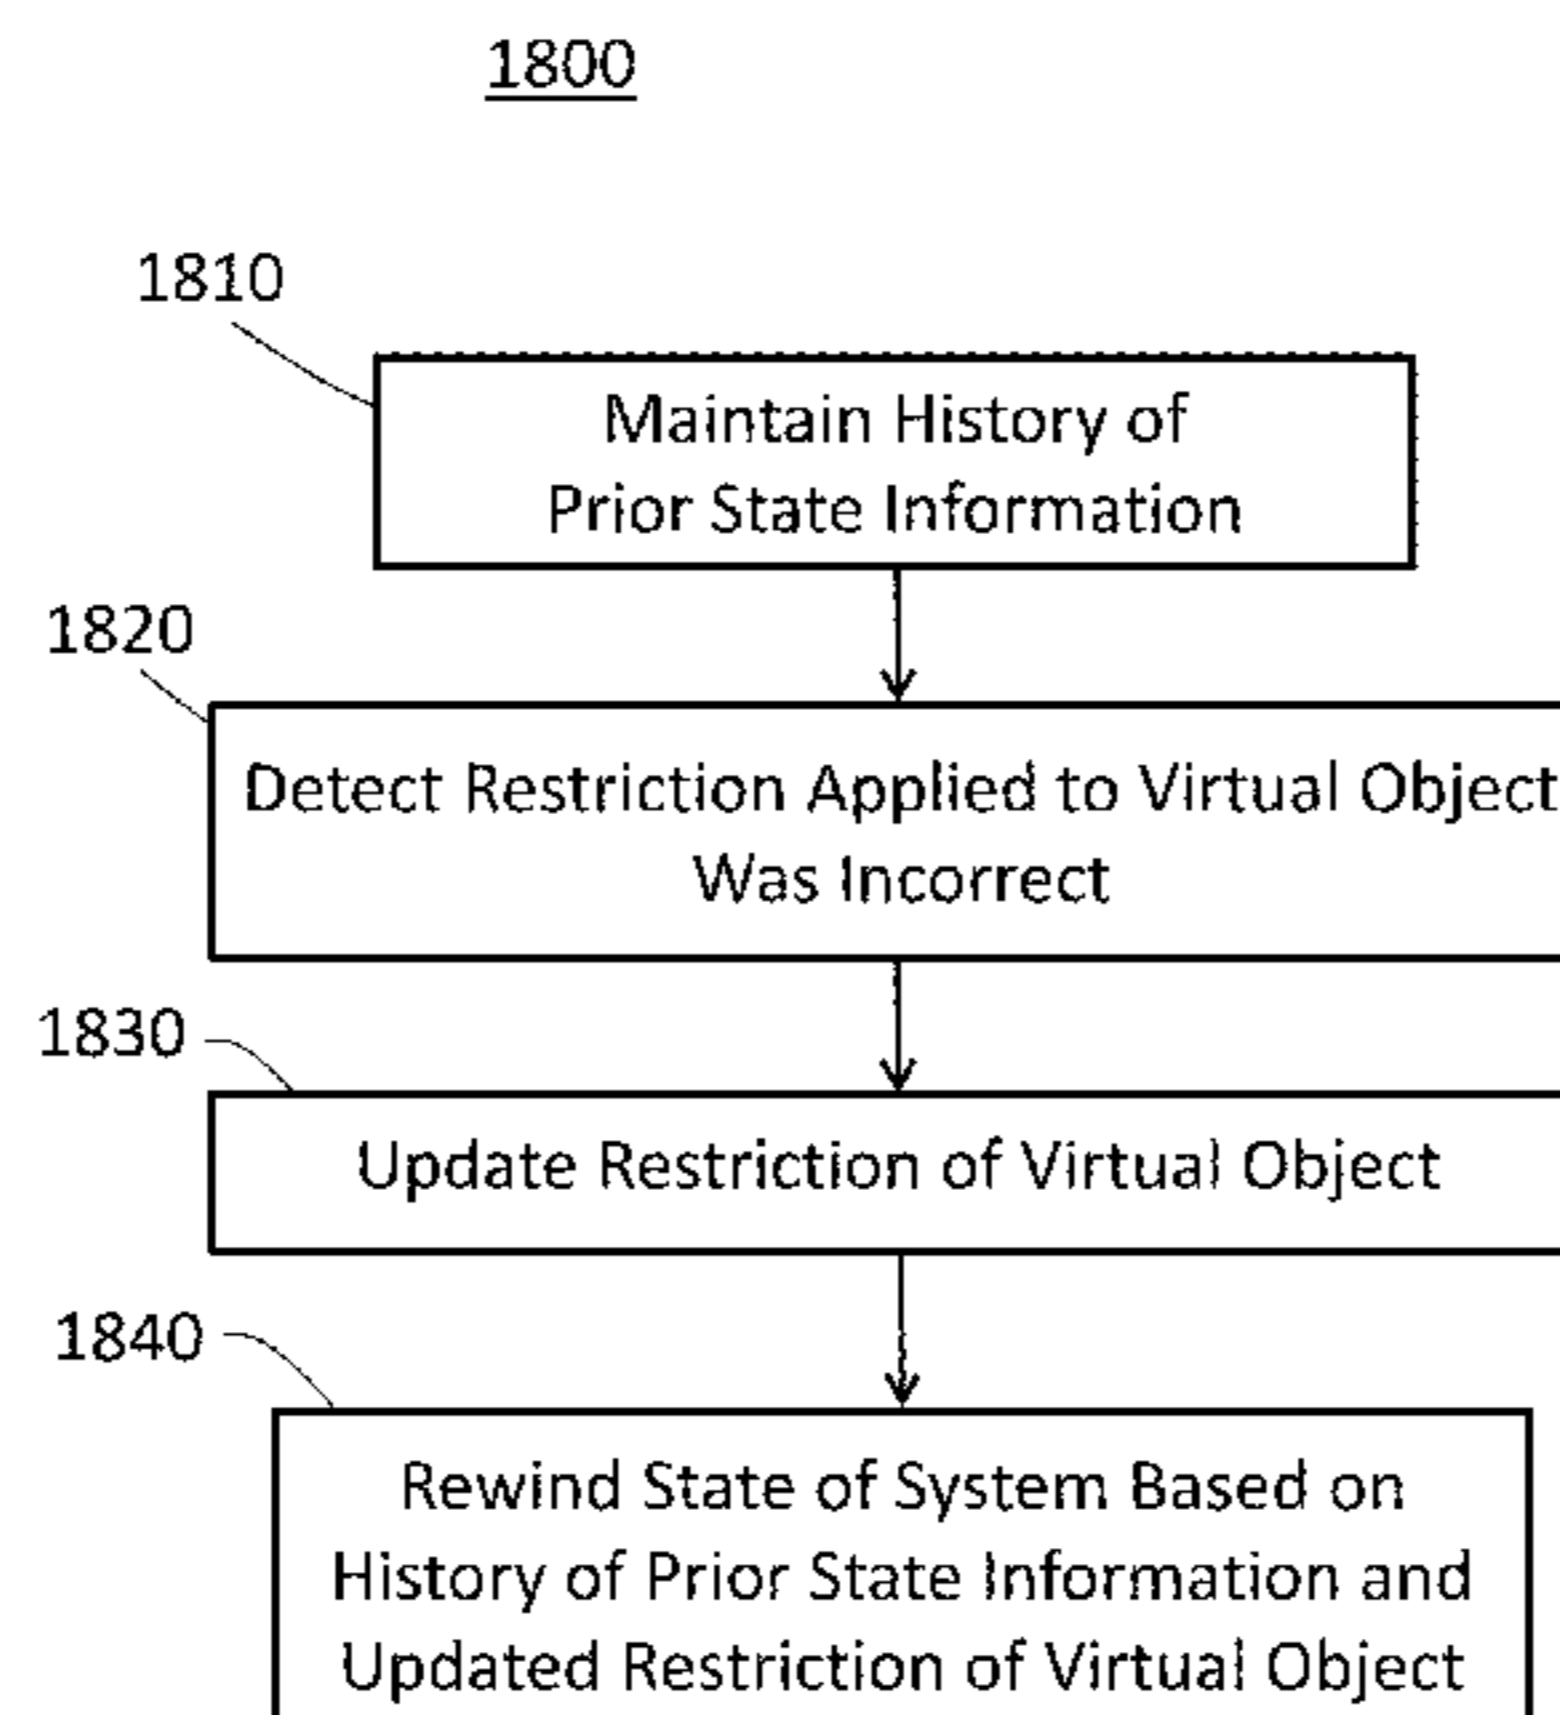 1800
1810
Maintain History of
Prior State Information
1820
Detect Restriction Applied to Virtual Object
Was Incorrect
1830
Update Restriction of Virtual Object
1840
Rewind State of System Based on
History of Prior State Information and
Updated Restriction of Virtual Object